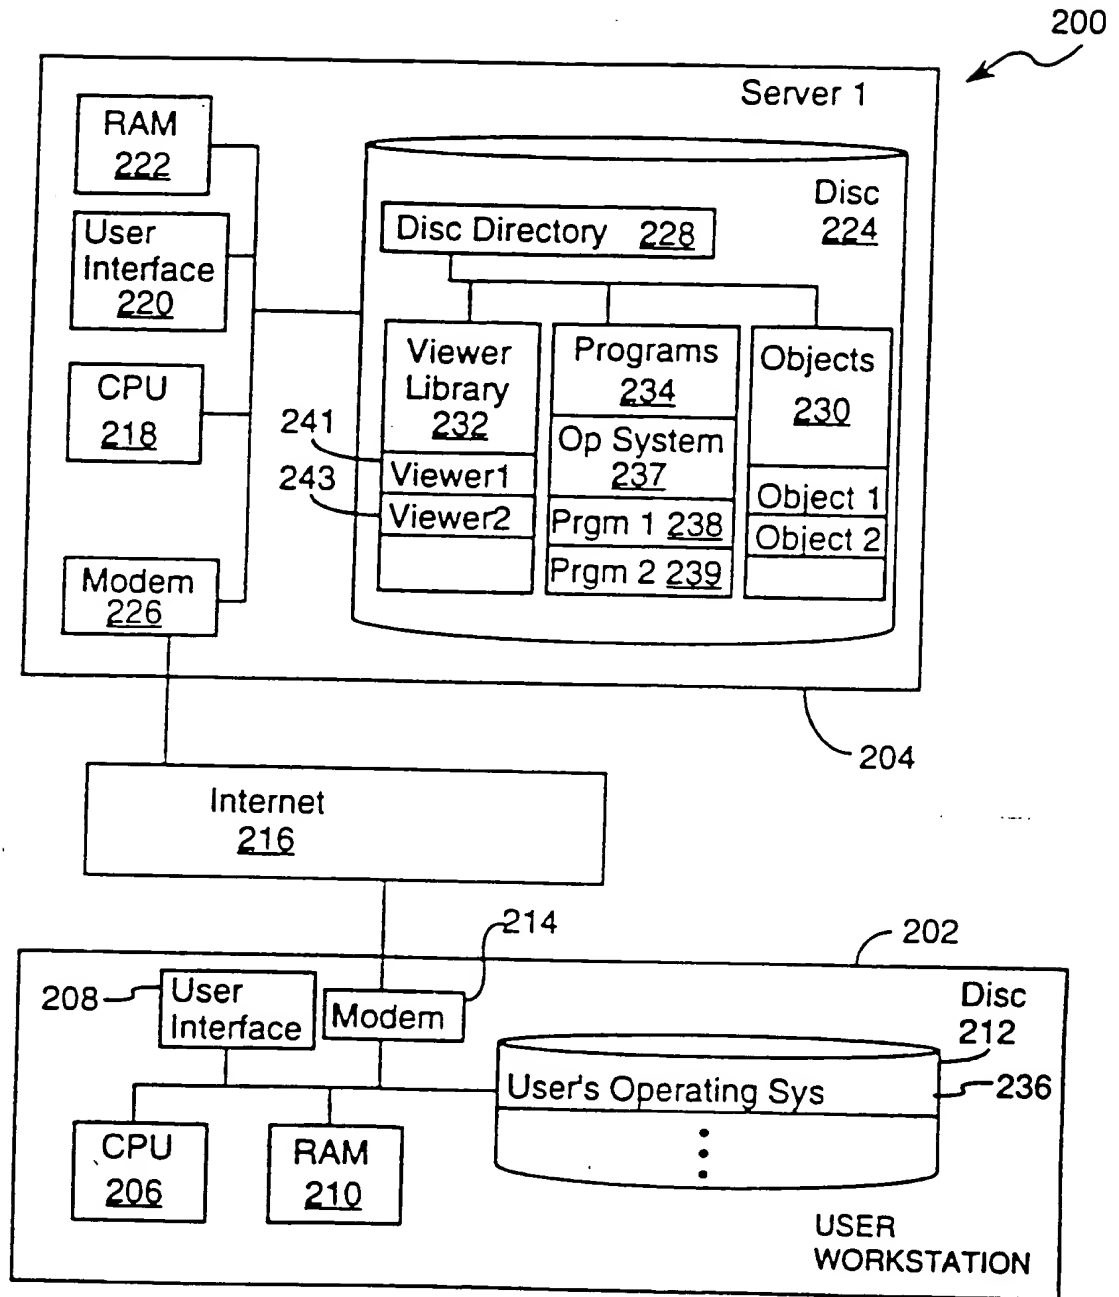 200
Server 1
RAM
222
User
Interface
220
CPU
218
Modem
226
Disc
224
Disc Directory 228
Viewer
Library
232
Viewer1
Viewer2
241
243
Programs
234
Op System
237
Prgm 1 238
Prgm 2 239
Objects
230
Object 1
Object 2
204
Internet
216
214
202
208
User
Interface
Modem
Disc
212
User's Operating Sys
236
CPU
206
RAM
210
USER
WORKSTATION